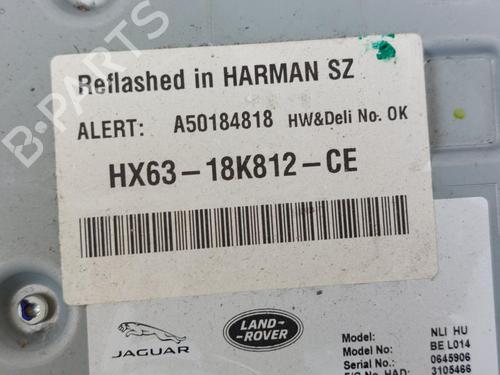 Reflashed in HARMAN SZ
ALERT: A50184818 HW&Deli No. OK
HX63-18K812-CE
B-PARTS
JAGUAR
LAND-ROVER
Model: NLI HU
Model No: BE L014
Serial No.: 0645906
3105466